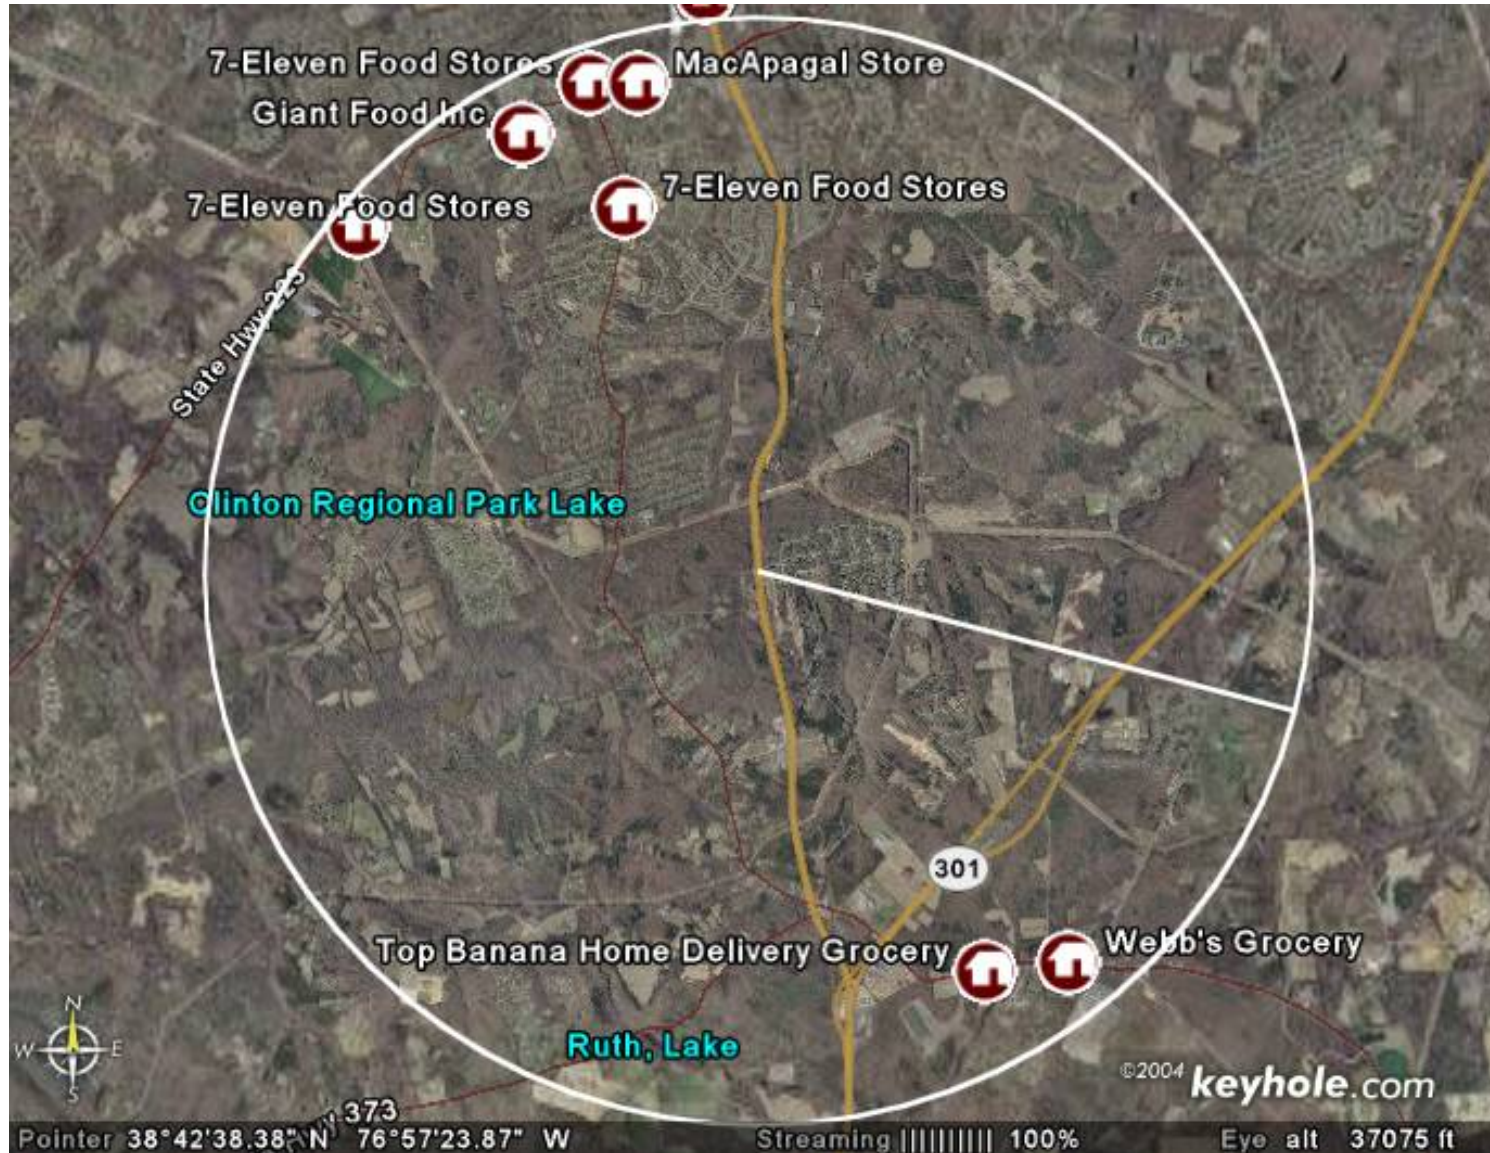 7-Eleven Food Stores
MacApagal Store
Giant Food Inc
7-Eleven Food Stores
7-Eleven Food Stores
State Hwy 223
Clinton Regional Park Lake
301
Top Banana Home Delivery Grocery
Webb's Grocery
Ruth, Lake
N
W E
S
©2004 keyhole.com
373
Pointer 38°42'38.38" N 76°57'23.87" W Streaming |||||||||| 100% Eye alt 37075 ft